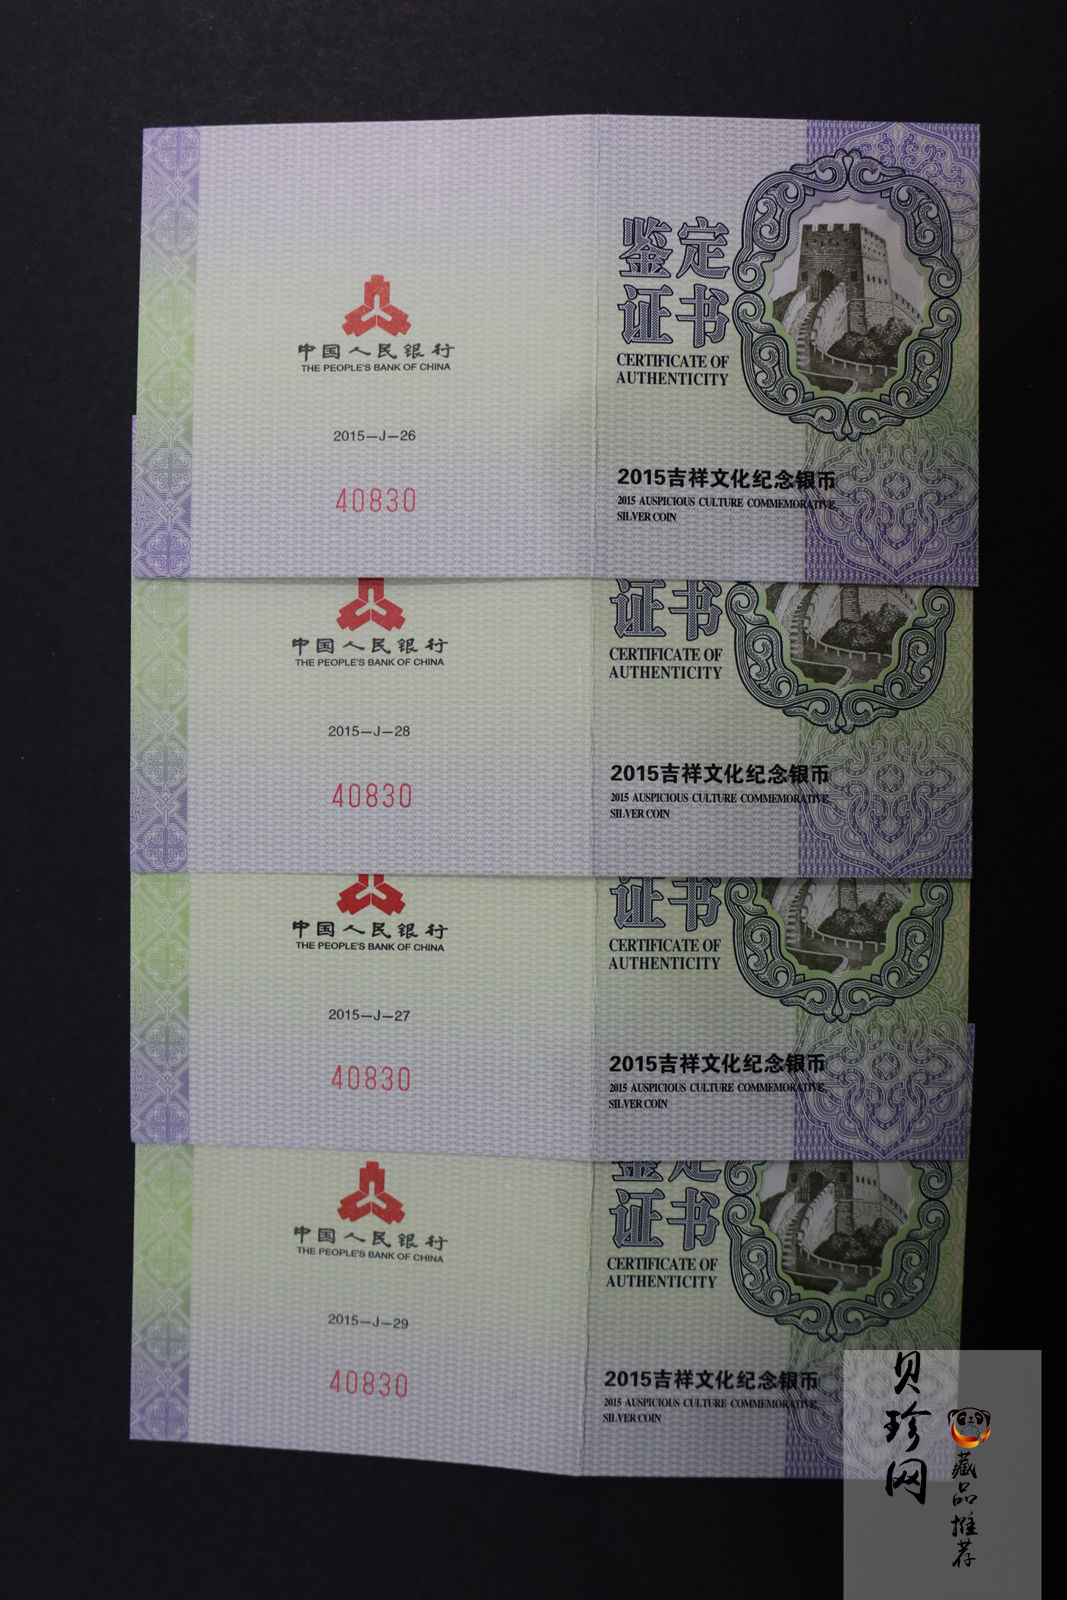 鉴定
证书
CERTIFICATE OF
AUTHENTICITY
中国人民银行
THE PEOPLE'S BANK OF CHINA
2015—J—26
40830
2015吉祥文化纪念银币
2015 AUSPICIOUS CULTURE COMMEMORATIVE
SILVER COIN
证书
CERTIFICATE OF
AUTHENTICITY
中国人民银行
THE PEOPLE'S BANK OF CHINA
2015—J—28
40830
2015吉祥文化纪念银币
2015 AUSPICIOUS CULTURE COMMEMORATIVE
SILVER COIN
证书
CERTIFICATE OF
AUTHENTICITY
中国人民银行
THE PEOPLE'S BANK OF CHINA
2015—J—27
40830
2015吉祥文化纪念银币
2015 AUSPICIOUS CULTURE COMMEMORATIVE
SILVER COIN
鉴定
证书
CERTIFICATE OF
AUTHENTICITY
中国人民银行
THE PEOPLE'S BANK OF CHINA
2015—J—29
40830
2015吉祥文化纪念银币
2015 AUSPICIOUS CULTURE COMMEMORATIVE
SILVER COIN
贝珍网
藏品推荐